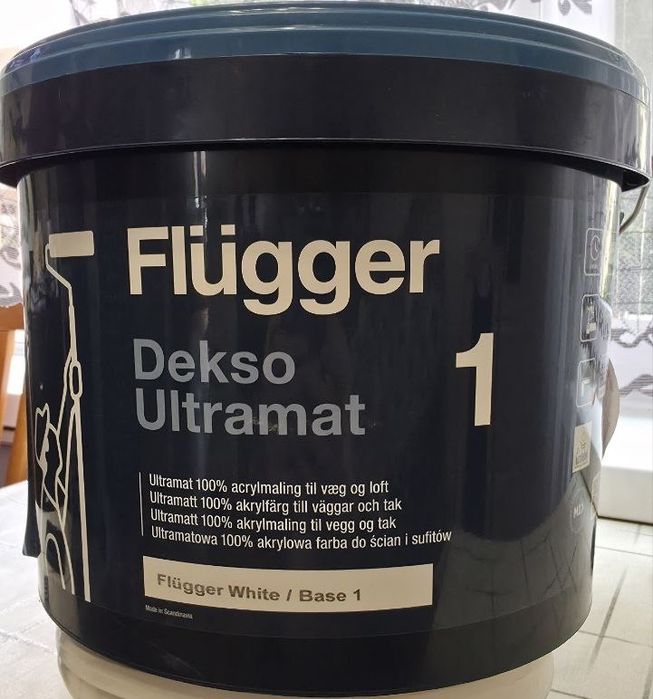 Flügger
Dekso
Ultramat
1
Ultramat 100% acrylmaling til væg og loft
Ultramatt 100% akrylfärg till väggar och tak
Ultramatt 100% akrylmaling til vegg og tak
Ultramatowa 100% akrylowa farba do ścian i sufitów
Flügger White / Base 1
Made in Scandinavia